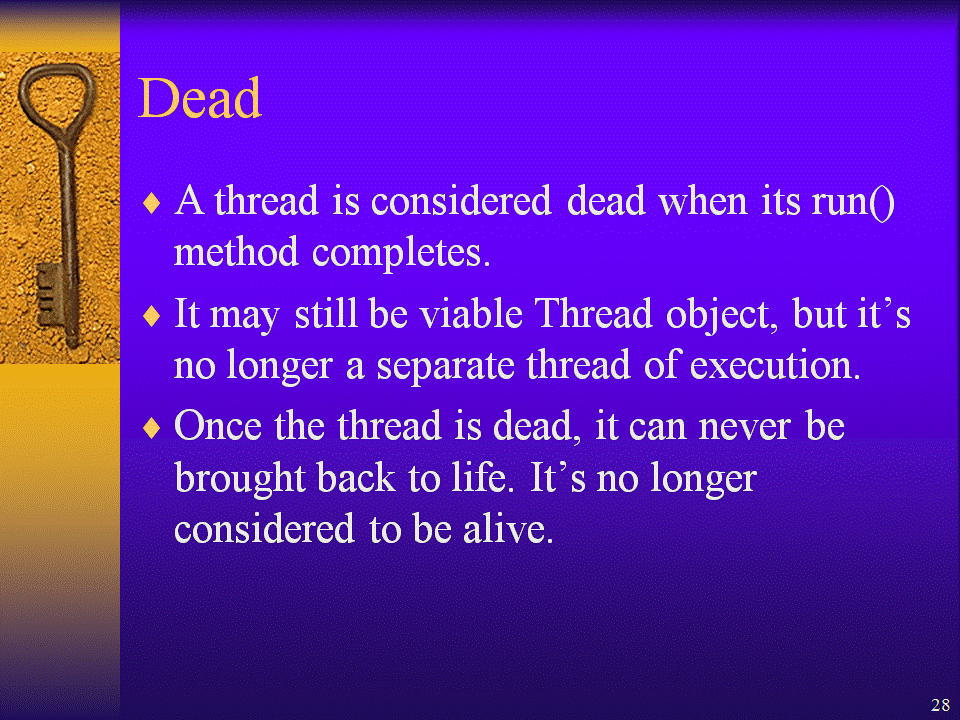 Dead
♦ A thread is considered dead when its run()
method completes.
♦ It may still be viable Thread object, but it’s
no longer a separate thread of execution.
♦ Once the thread is dead, it can never be
brought back to life. It’s no longer
considered to be alive.
28